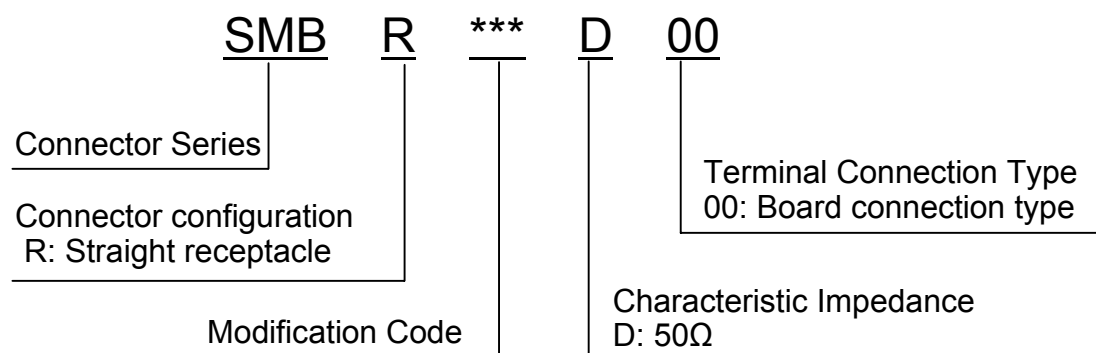 SMB R *** D 00
Connector Series
Terminal Connection Type
00: Board connection type
Connector configuration
R: Straight receptacle
Characteristic Impedance
D: 50Ω
Modification Code